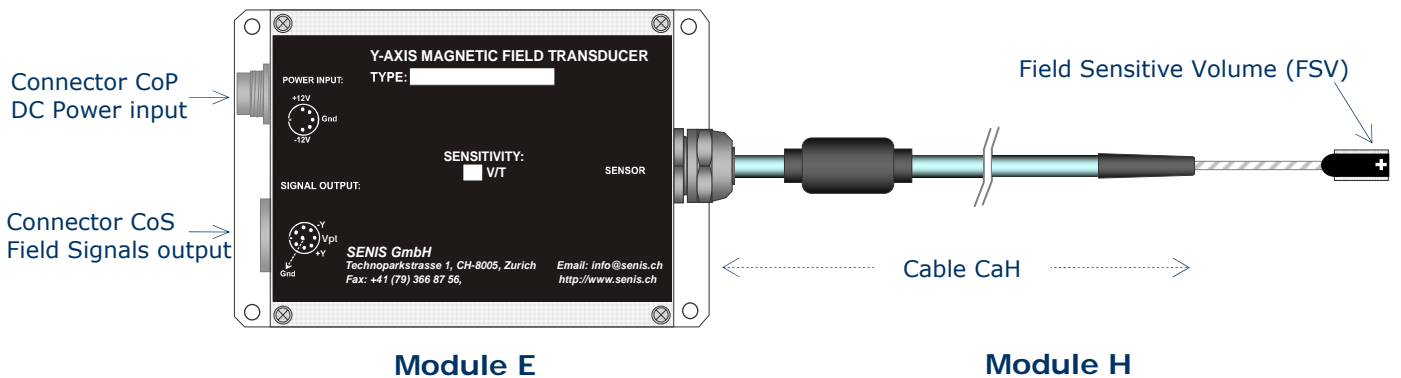 Y-AXIS MAGNETIC FIELD TRANSDUCER
TYPE:
Connector CoP
DC Power input
POWER INPUT:
+12V
Gnd
-12V
Field Sensitive Volume (FSV)
SENSITIVITY:
V/T
SENSOR
SIGNAL OUTPUT:
Connector CoS
Field Signals output
-Y
Vpt
+Y
Gnd
SENIS GmbH
Technoparkstrasse 1, CH-8005, Zurich Email: info@senis.ch
Fax: +41 (79) 366 87 56, http://www.senis.ch
Cable CaH
Module E
Module H